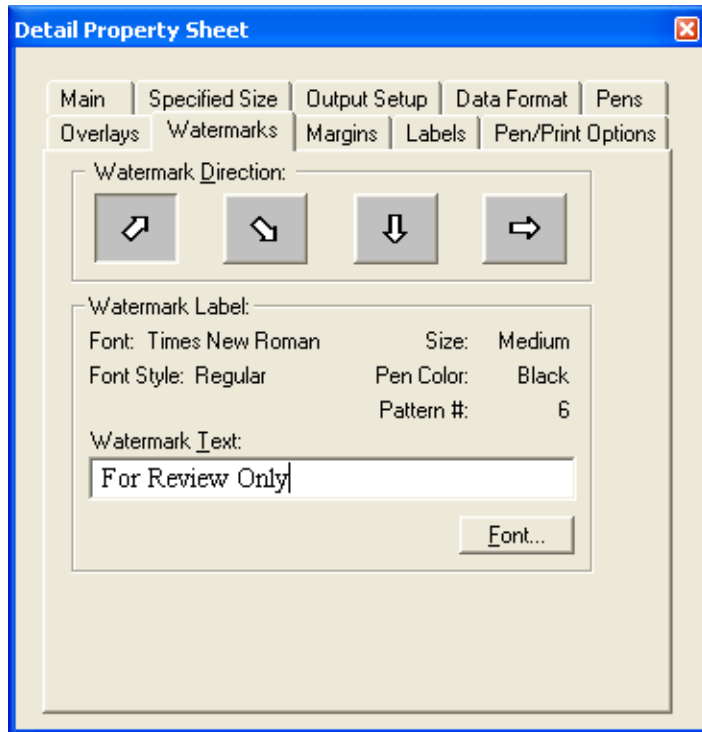 Detail Property Sheet
Main Specified Size Output Setup Data Format Pens
Overlays Watermarks Margins Labels Pen/Print Options
Watermark Direction:
Watermark Label:
Font: Times New Roman Size: Medium
Font Style: Regular Pen Color: Black
Pattern #: 6
Watermark Text:
For Review Only
Font...